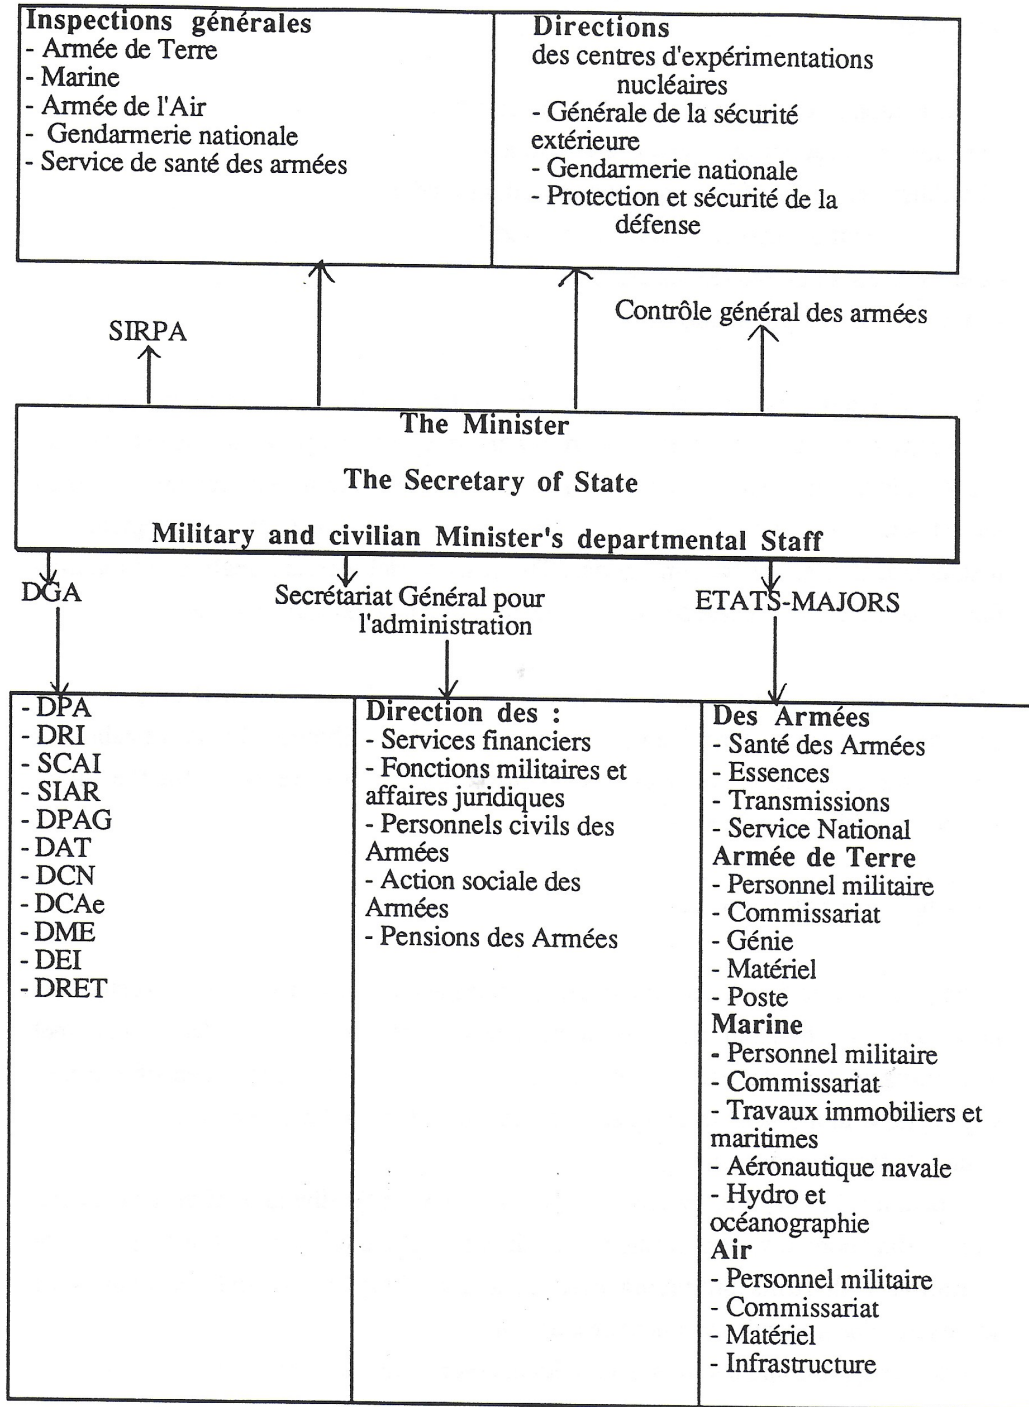 Inspections générales
- Armée de Terre
- Marine
- Armée de l'Air
- Gendarmerie nationale
- Service de santé des armées
Directions
des centres d'expérimentations
nucléaires
- Générale de la sécurité
extérieure
- Gendarmerie nationale
- Protection et sécurité de la
défense
SIRPA
Contrôle général des armées
The Minister
The Secretary of State
Military and civilian Minister's departmental Staff
DGA
Secrétariat Général pour
l'administration
ETATS-MAJORS
- DPA
- DRI
- SCAI
- SIAR
- DPAG
- DAT
- DCN
- DCAe
- DME
- DEI
- DRET
Direction des :
- Services financiers
- Fonctions militaires et
affaires juridiques
- Personnels civils des
Armées
- Action sociale des
Armées
- Pensions des Armées
Des Armées
- Santé des Armées
- Essences
- Transmissions
- Service National
Armée de Terre
- Personnel militaire
- Commissariat
- Génie
- Matériel
- Poste
Marine
- Personnel militaire
- Commissariat
- Travaux immobiliers et
maritimes
- Aéronautique navale
- Hydro et
océanographie
Air
- Personnel militaire
- Commissariat
- Matériel
- Infrastructure